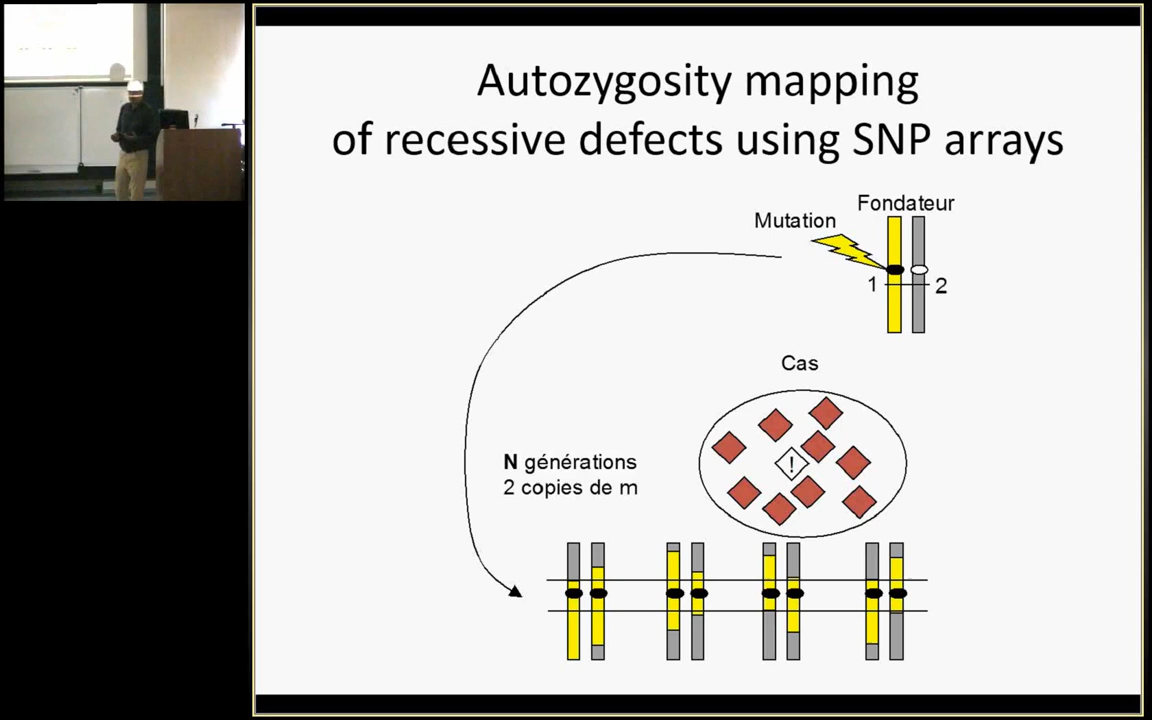 Autozygosity mapping
of recessive defects using SNP arrays
Fondateur
Mutation
1
2
Cas
!
N générations
2 copies de m